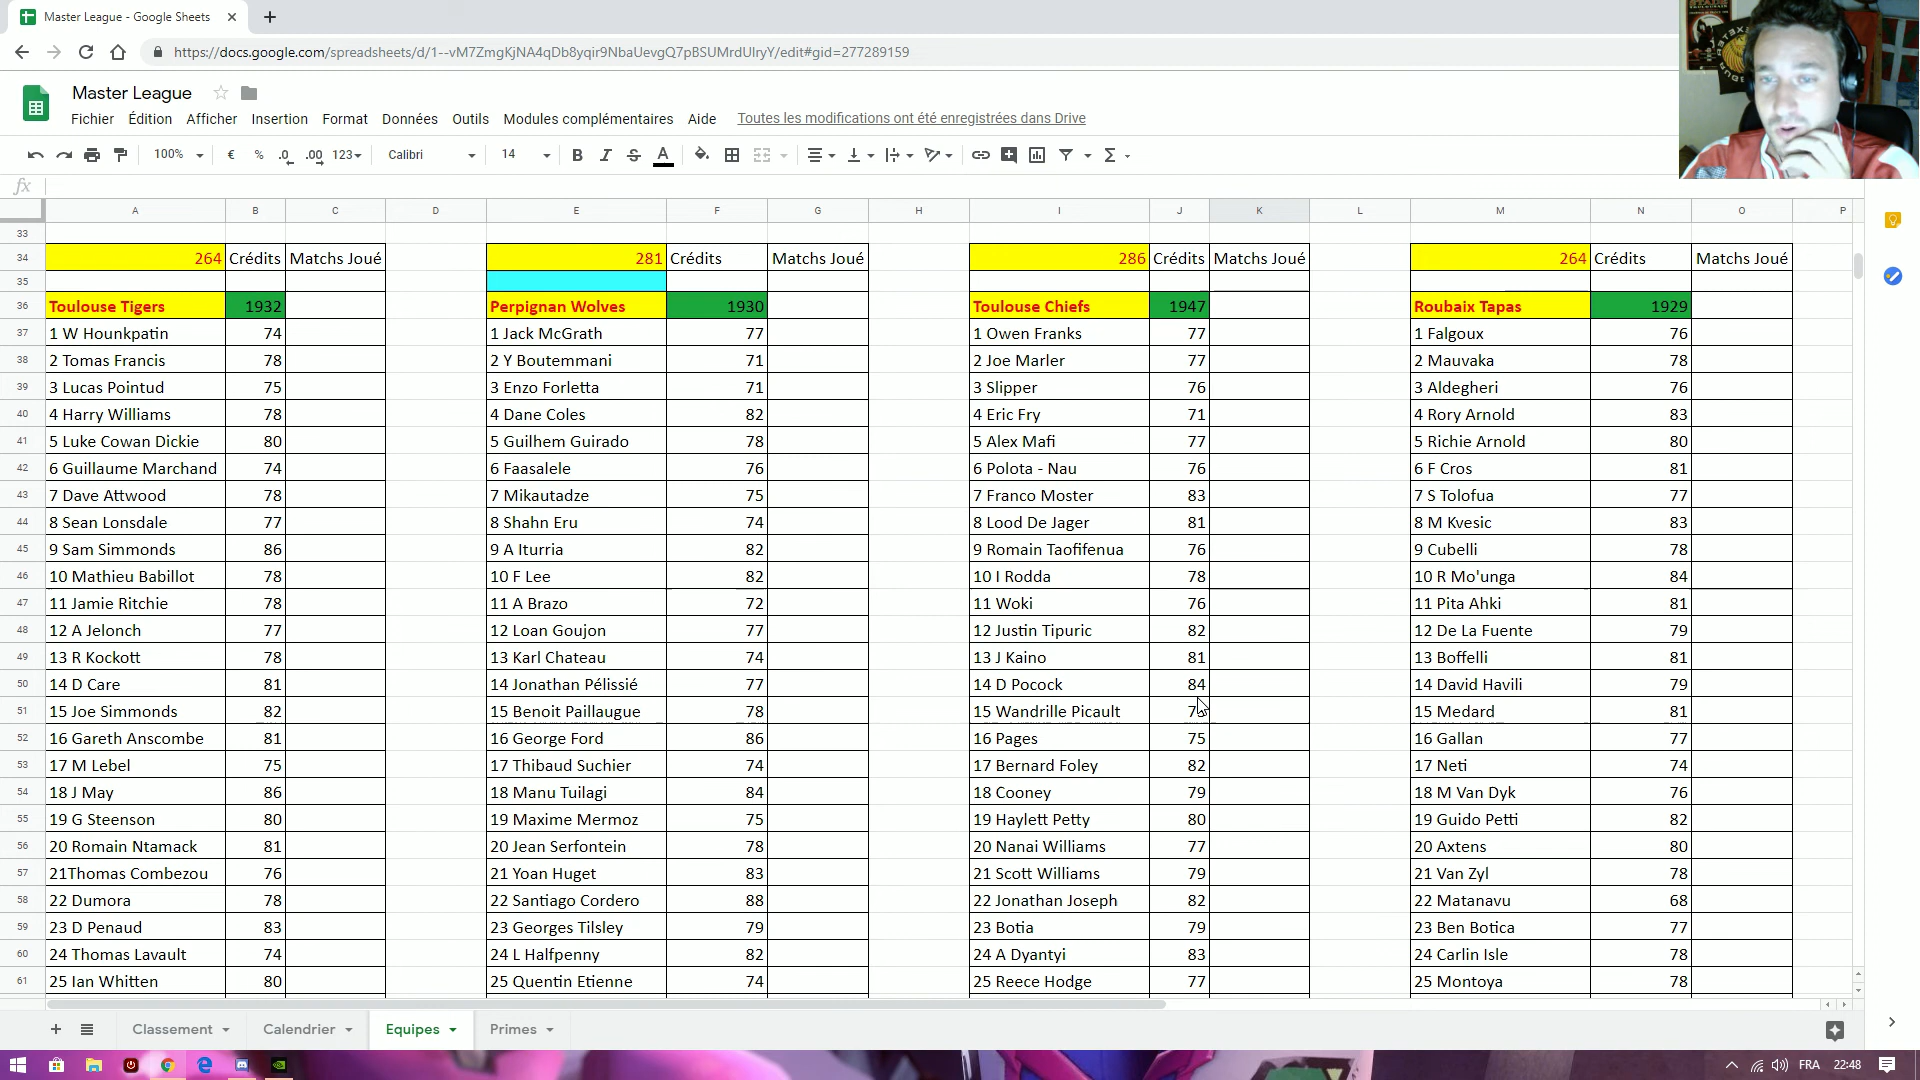 Master League - Google Sheets
https://docs.google.com/spreadsheets/d/1--vM7ZmgKjNA4qDb8yqir9NbaUevgQ7pBSUMrdUlryY/edit#gid=277289159
Master League
Fichier Édition Afficher Insertion Format Données Outils Modules complémentaires Aide Toutes les modifications ont été enregistrées dans Drive
100% € % .0 .00 123 Calibri 14 B I S A Σ
fx
A B C D E F G H I J K L M N O P
33
34 264 Crédits Matchs Joué 281 Crédits Matchs Joué 286 Crédits Matchs Joué 264 Crédits Matchs Joué
35
36 Toulouse Tigers 1932 Perpignan Wolves 1930 Toulouse Chiefs 1947 Roubaix Tapas 1929
37 1 W Hounkpatin 74 1 Jack McGrath 77 1 Owen Franks 77 1 Falgoux 76
38 2 Tomas Francis 78 2 Y Boutemmani 71 2 Joe Marler 77 2 Mauvaka 78
39 3 Lucas Pointud 75 3 Enzo Forletta 71 3 Slipper 76 3 Aldegheri 76
40 4 Harry Williams 78 4 Dane Coles 82 4 Eric Fry 71 4 Rory Arnold 83
41 5 Luke Cowan Dickie 80 5 Guilhem Guirado 78 5 Alex Mafi 77 5 Richie Arnold 80
42 6 Guillaume Marchand 74 6 Faasalele 76 6 Polota - Nau 76 6 F Cros 81
43 7 Dave Attwood 78 7 Mikautadze 75 7 Franco Moster 83 7 S Tolofua 77
44 8 Sean Lonsdale 77 8 Shahn Eru 74 8 Lood De Jager 81 8 M Kvesic 83
45 9 Sam Simmonds 86 9 A Iturria 82 9 Romain Taofifenua 76 9 Cubelli 78
46 10 Mathieu Babillot 78 10 F Lee 82 10 I Rodda 78 10 R Mo'unga 84
47 11 Jamie Ritchie 78 11 A Brazo 72 11 Woki 76 11 Pita Ahki 81
48 12 A Jelonch 77 12 Loan Goujon 77 12 Justin Tipuric 82 12 De La Fuente 79
49 13 R Kockott 78 13 Karl Chateau 74 13 J Kaino 81 13 Boffelli 81
50 14 D Care 81 14 Jonathan Pélissié 77 14 D Pocock 84 14 David Havili 79
51 15 Joe Simmonds 82 15 Benoit Paillaugue 78 15 Wandrille Picault 15 Medard 81
52 16 Gareth Anscombe 81 16 George Ford 86 16 Pages 75 16 Gallan 77
53 17 M Lebel 75 17 Thibaud Suchier 74 17 Bernard Foley 82 17 Neti 74
54 18 J May 86 18 Manu Tuilagi 84 18 Cooney 79 18 M Van Dyk 76
55 19 G Steenson 80 19 Maxime Mermoz 75 19 Haylett Petty 80 19 Guido Petti 82
56 20 Romain Ntamack 81 20 Jean Serfontein 78 20 Nanai Williams 77 20 Axtens 80
57 21Thomas Combezou 76 21 Yoan Huget 83 21 Scott Williams 79 21 Van Zyl 78
58 22 Dumora 78 22 Santiago Cordero 88 22 Jonathan Joseph 82 22 Matanavu 68
59 23 D Penaud 83 23 Georges Tilsley 79 23 Botia 79 23 Ben Botica 77
60 24 Thomas Lavault 74 24 L Halfpenny 82 24 A Dyantyi 83 24 Carlin Isle 78
61 25 Ian Whitten 80 25 Quentin Etienne 74 25 Reece Hodge 77 25 Montoya 78
Classement Calendrier Equipes Primes
FRA 22:48